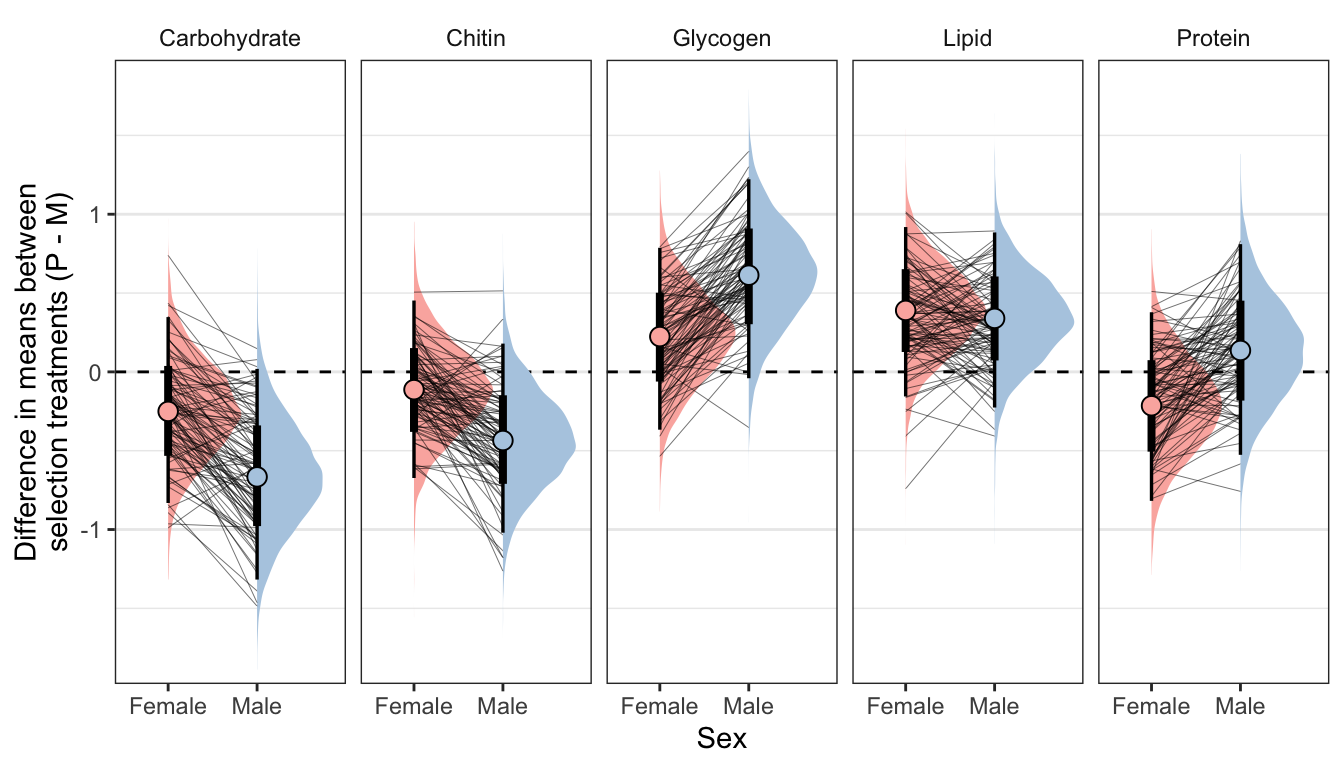 Carbohydrate Chitin Glycogen Lipid Protein
Difference in means between
selection treatments (P - M)
1
0
-1
Female Male Female Male Female Male Female Male Female Male
Sex